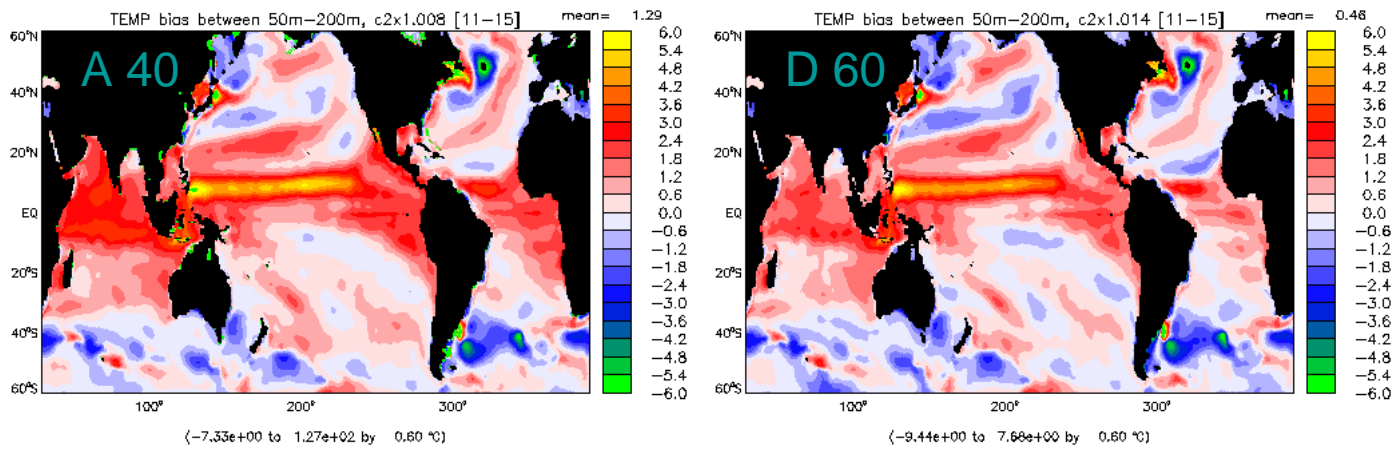 TEMP bias between 50m−200m, c2x1.008 [11−15] mean= 1.29
A 40
60°N
40°N
20°N
EQ
20°S
40°S
60°S
100° 200° 300°
6.0
5.4
4.8
4.2
3.6
3.0
2.4
1.8
1.2
0.6
0.0
−0.6
−1.2
−1.8
−2.4
−3.0
−3.6
−4.2
−4.8
−5.4
−6.0
(−7.33e+00 to 1.27e+02 by 0.60 °C)
TEMP bias between 50m−200m, c2x1.014 [11−15] mean= 0.46
D 60
60°N
40°N
20°N
EQ
20°S
40°S
60°S
100° 200° 300°
6.0
5.4
4.8
4.2
3.6
3.0
2.4
1.8
1.2
0.6
0.0
−0.6
−1.2
−1.8
−2.4
−3.0
−3.6
−4.2
−4.8
−5.4
−6.0
(−9.44e+00 to 7.68e+00 by 0.60 °C)